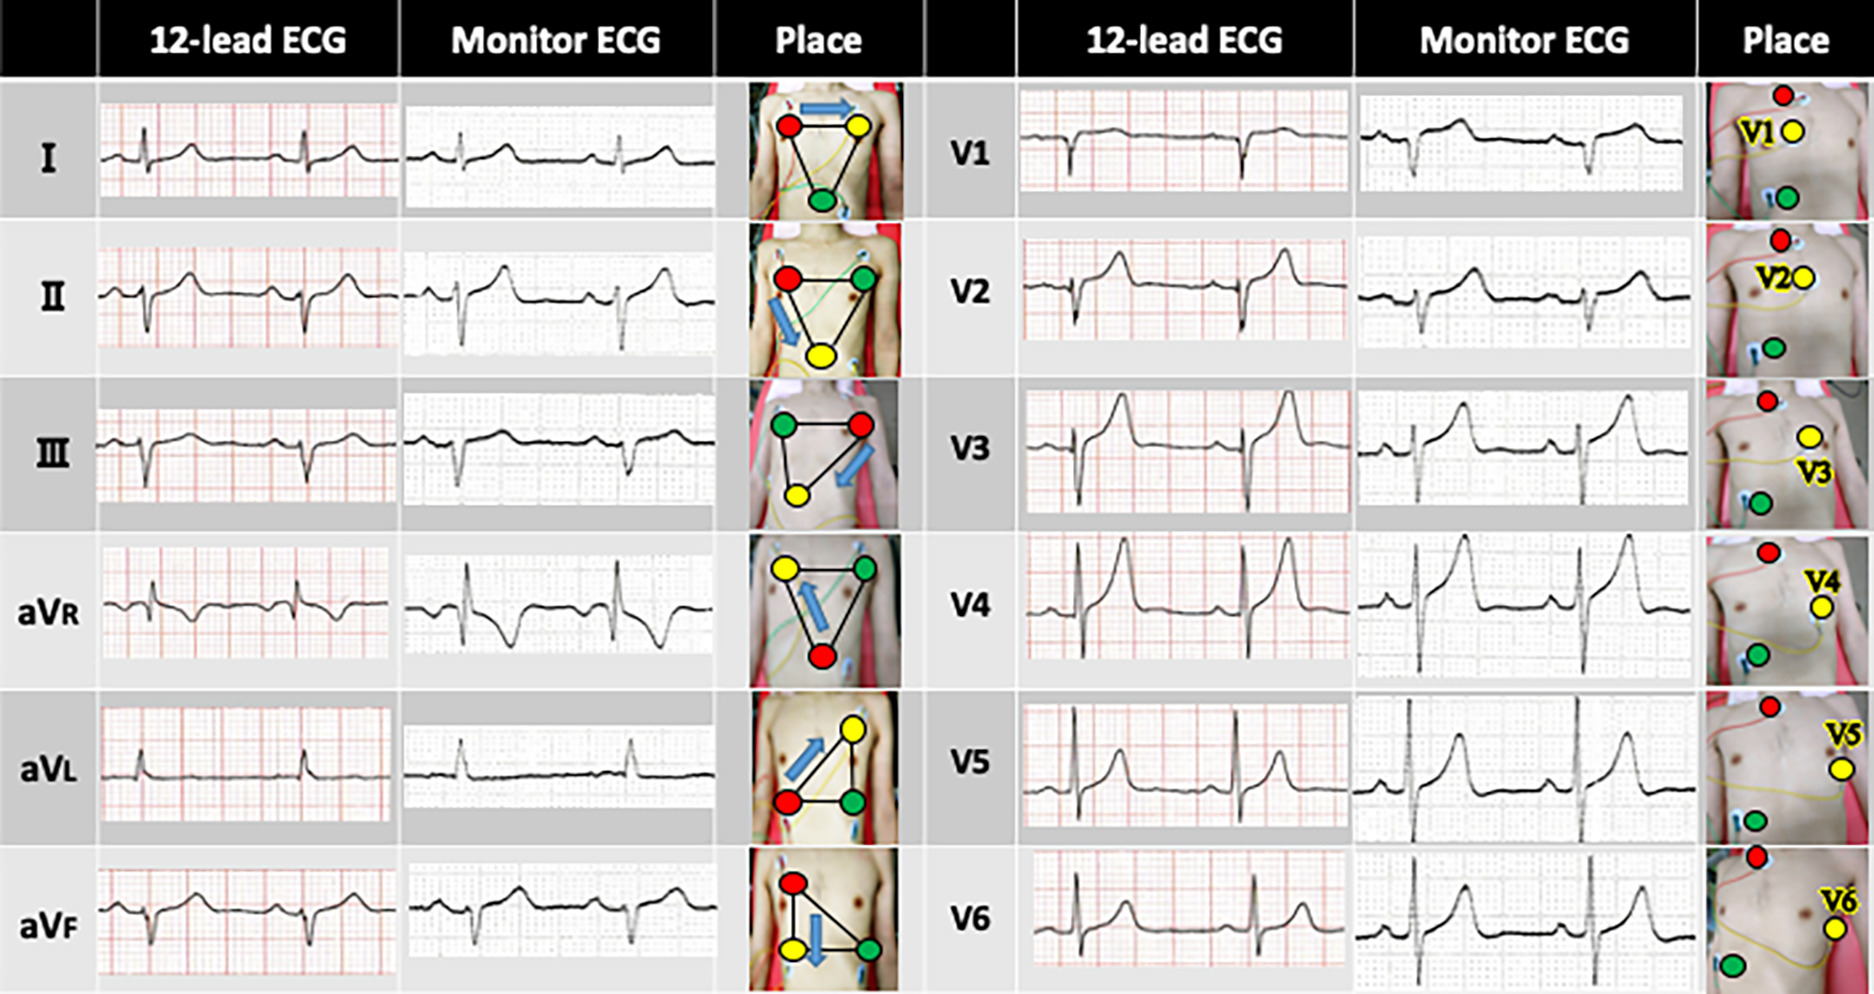 12-lead ECG Monitor ECG Place 12-lead ECG Monitor ECG Place
I V1 V1
II V2 V2
III V3 V3
aVR V4 V4
aVL V5 V5
aVF V6 V6